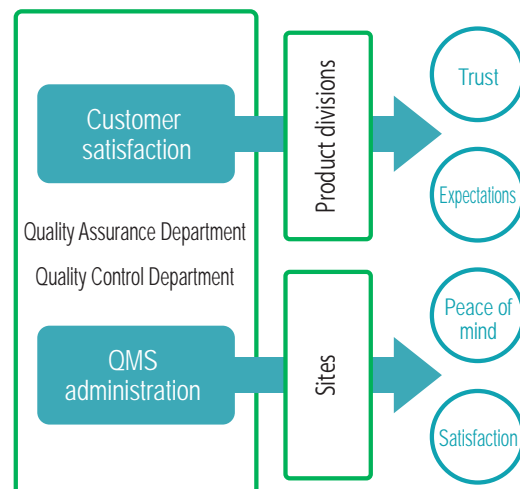 Customer
satisfaction
Quality Assurance Department
Quality Control Department
QMS
administration
Product divisions
Sites
Trust
Expectations
Peace of
mind
Satisfaction